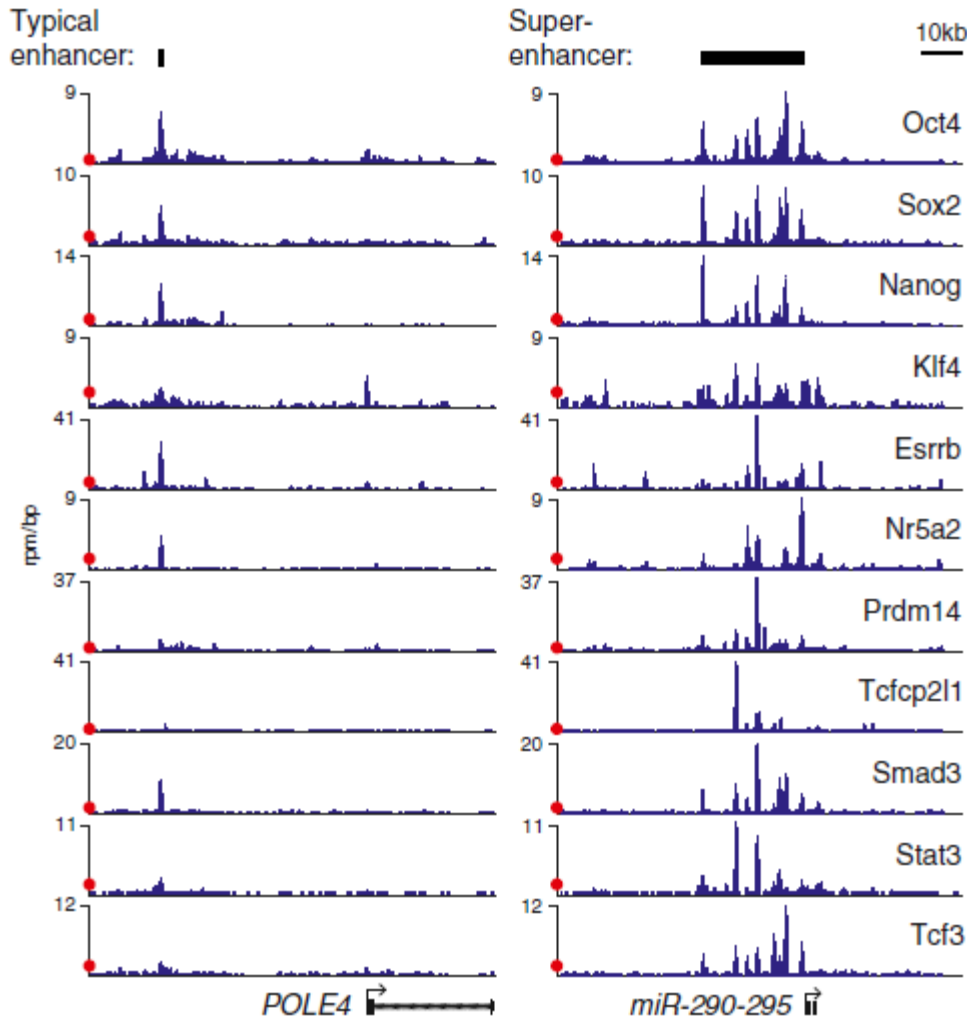 Typical
enhancer:
Super-
enhancer:
10kb
9
9
Oct4
10
10
Sox2
14
14
Nanog
9
9
Klf4
41
41
Esrrb
9
9
Nr5a2
rpm/bp
37
37
Prdm14
41
41
Tcfcp2l1
20
20
Smad3
11
11
Stat3
12
12
Tcf3
POLE4
miR-290-295